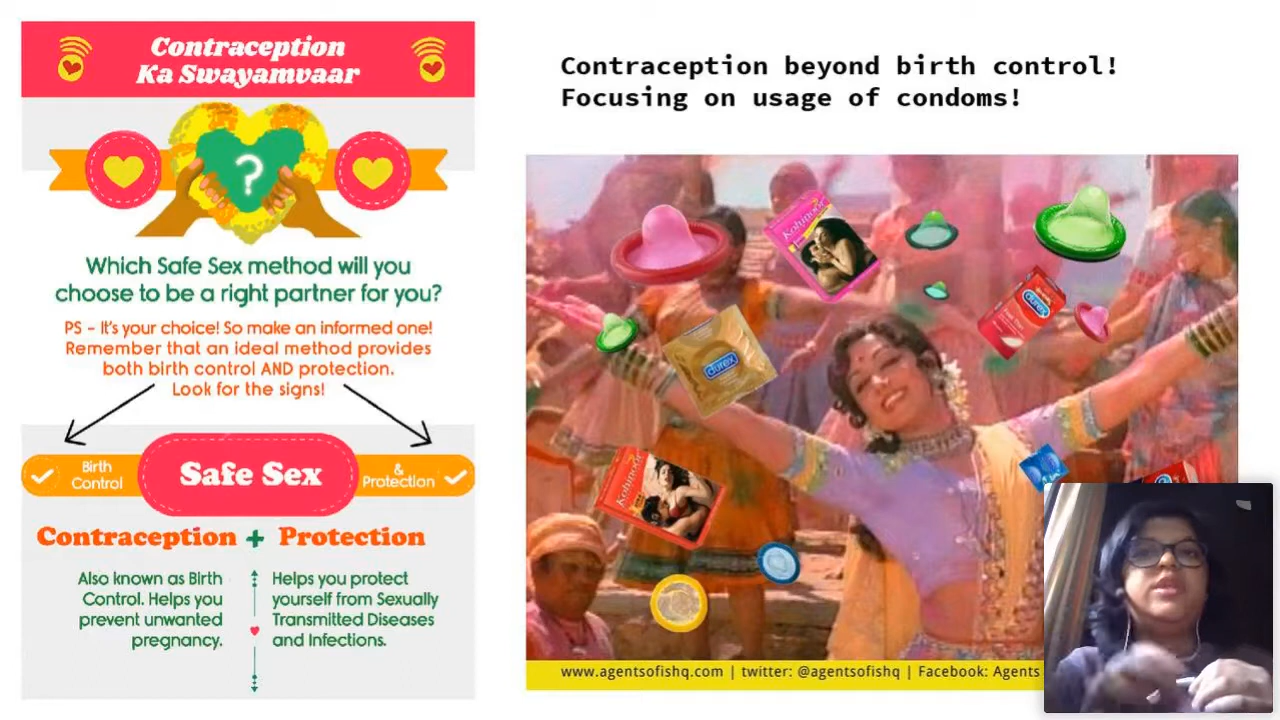 Contraception
Ka Swayamvaar
?
Which Safe Sex method will you
choose to be a right partner for you?
PS - It's your choice! So make an informed one!
Remember that an ideal method provides
both birth control AND protection.
Look for the signs!
Birth
Control
Safe Sex
&
Protection
Contraception + Protection
Also known as Birth
Control. Helps you
prevent unwanted
pregnancy.
Helps you protect
yourself from Sexually
Transmitted Diseases
and Infections.
Contraception beyond birth control!
Focusing on usage of condoms!
Kohinoor
durex
durex
Kohinoor
www.agentsofishq.com | twitter: @agentsofishq | Facebook: Agents